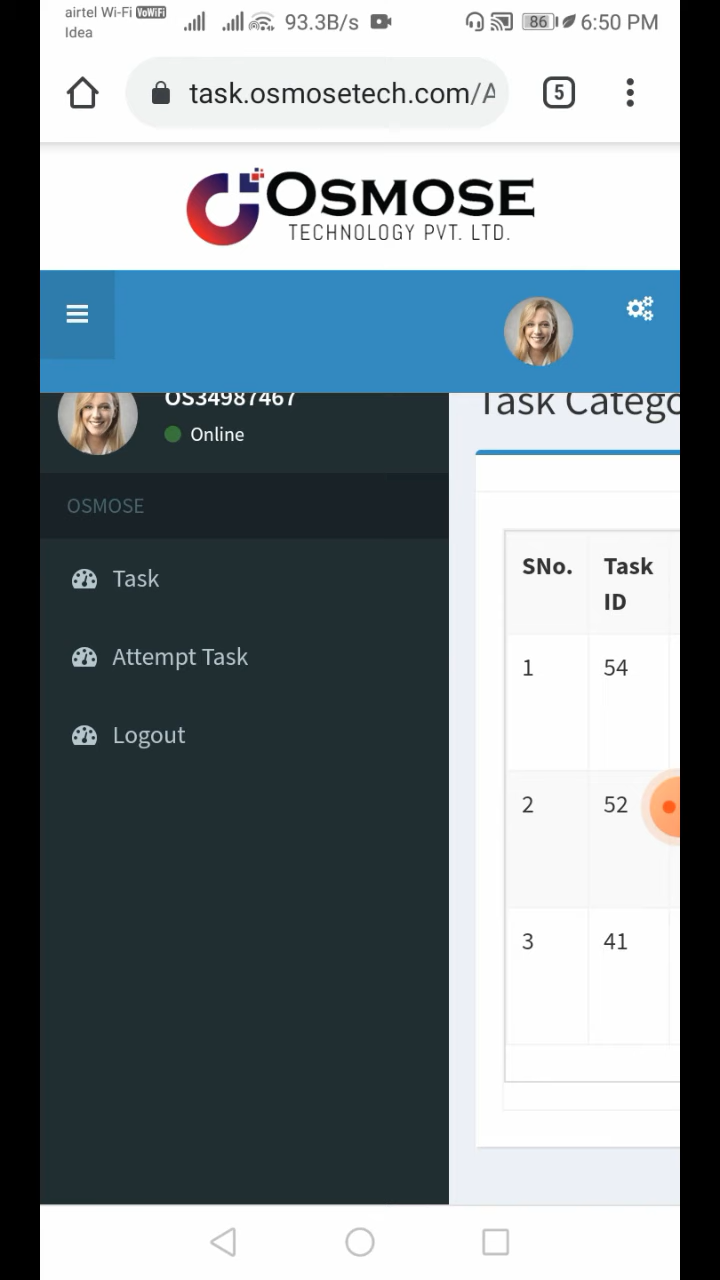 airtel Wi-Fi VoWiFi
Idea
93.3B/s
86
6:50 PM
task.osmosetech.com/A
5
OSMOSE
TECHNOLOGY PVT. LTD.
OS34987467
Online
Task Catego
OSMOSE
Task
Attempt Task
Logout
SNo.
Task
ID
1
54
2
52
3
41